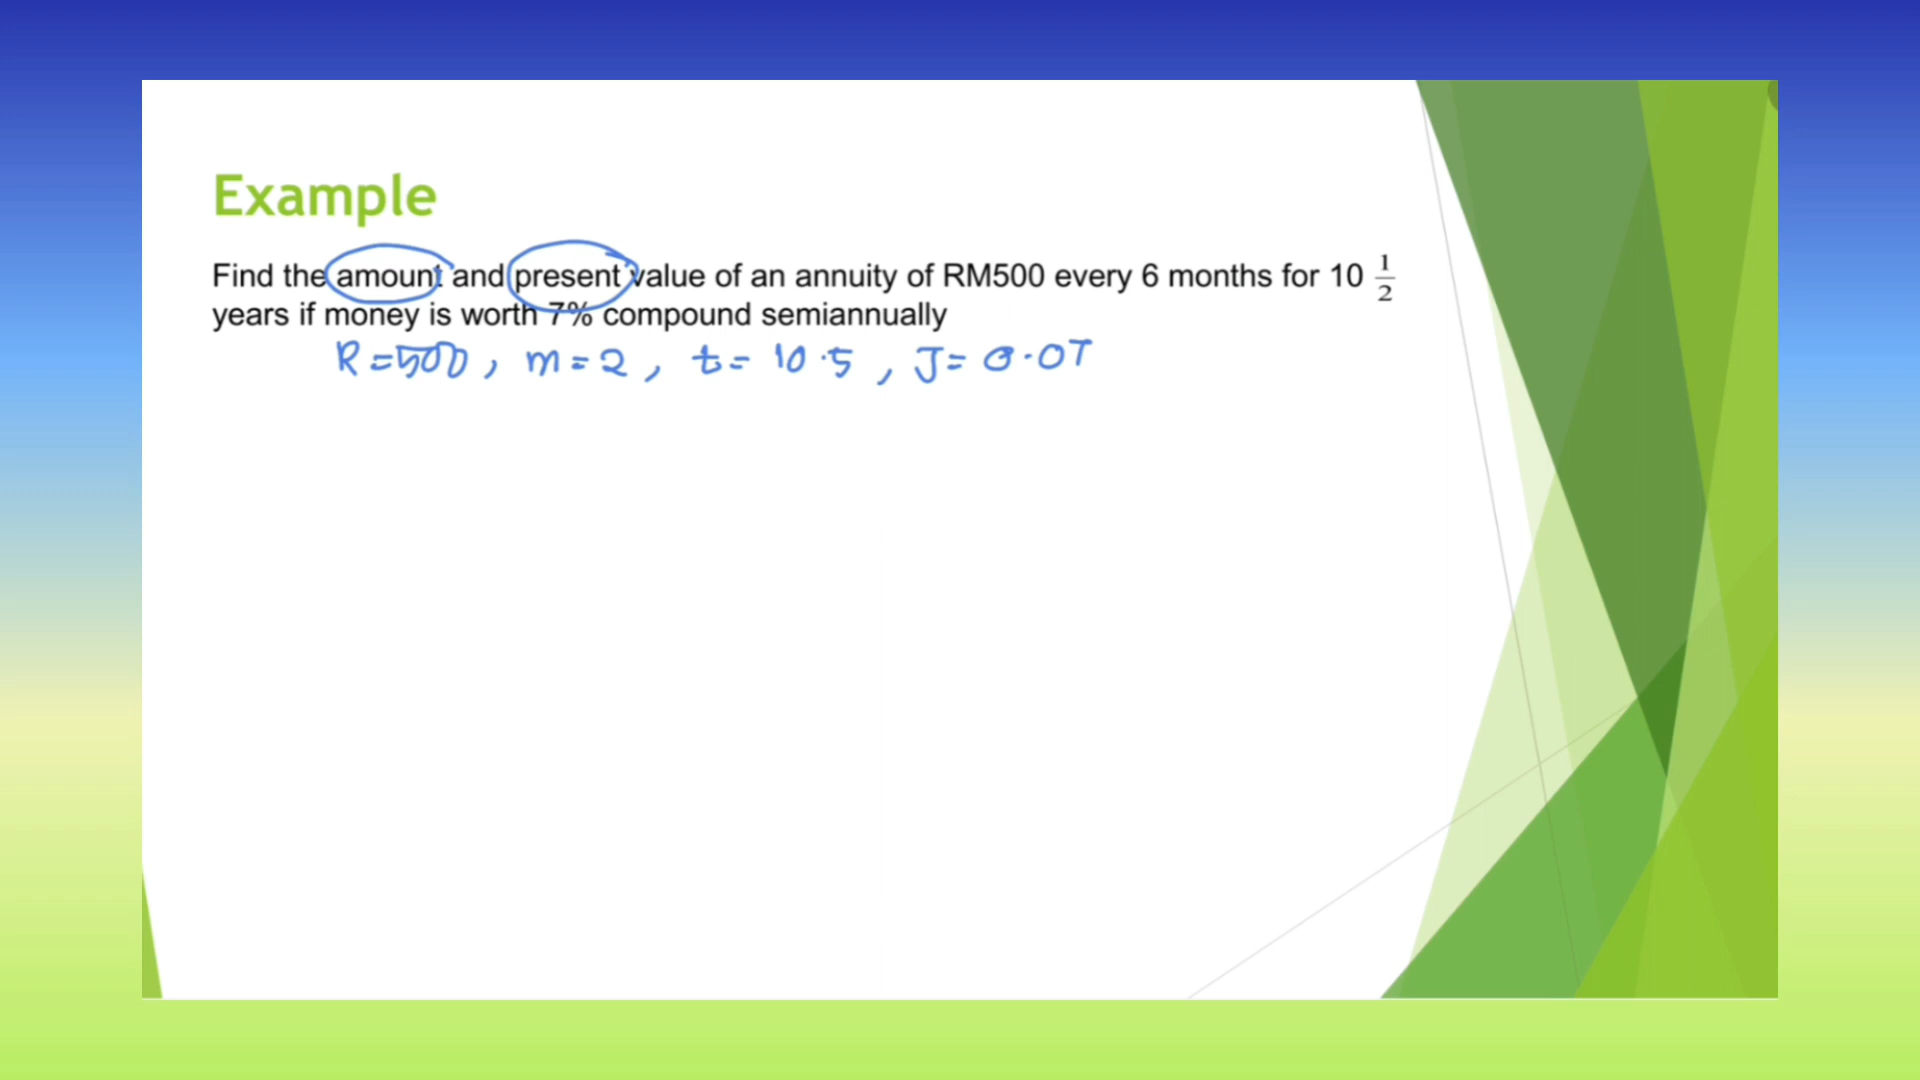 Example
Find the amount and present value of an annuity of RM500 every 6 months for 10 1/2
years if money is worth 7% compound semiannually
R = 500, m = 2, t = 10.5, J = 0.07